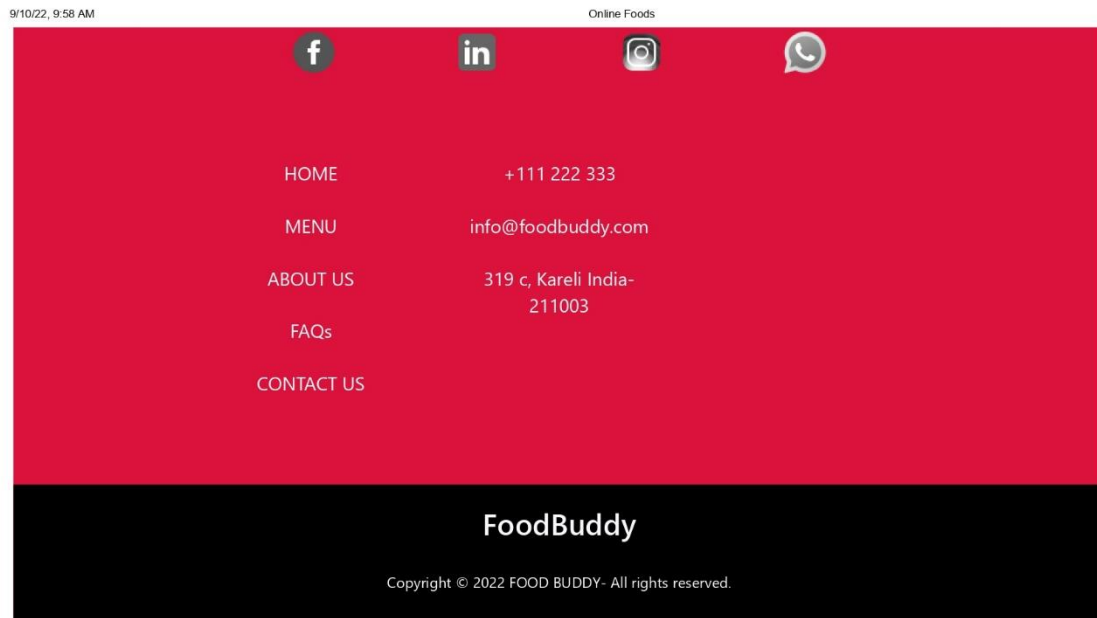 9/10/22, 9:58 AM
Online Foods
f
in
HOME
MENU
ABOUT US
FAQs
CONTACT US
+111 222 333
info@foodbuddy.com
319 c, Kareli India-
211003
FoodBuddy
Copyright © 2022 FOOD BUDDY- All rights reserved.